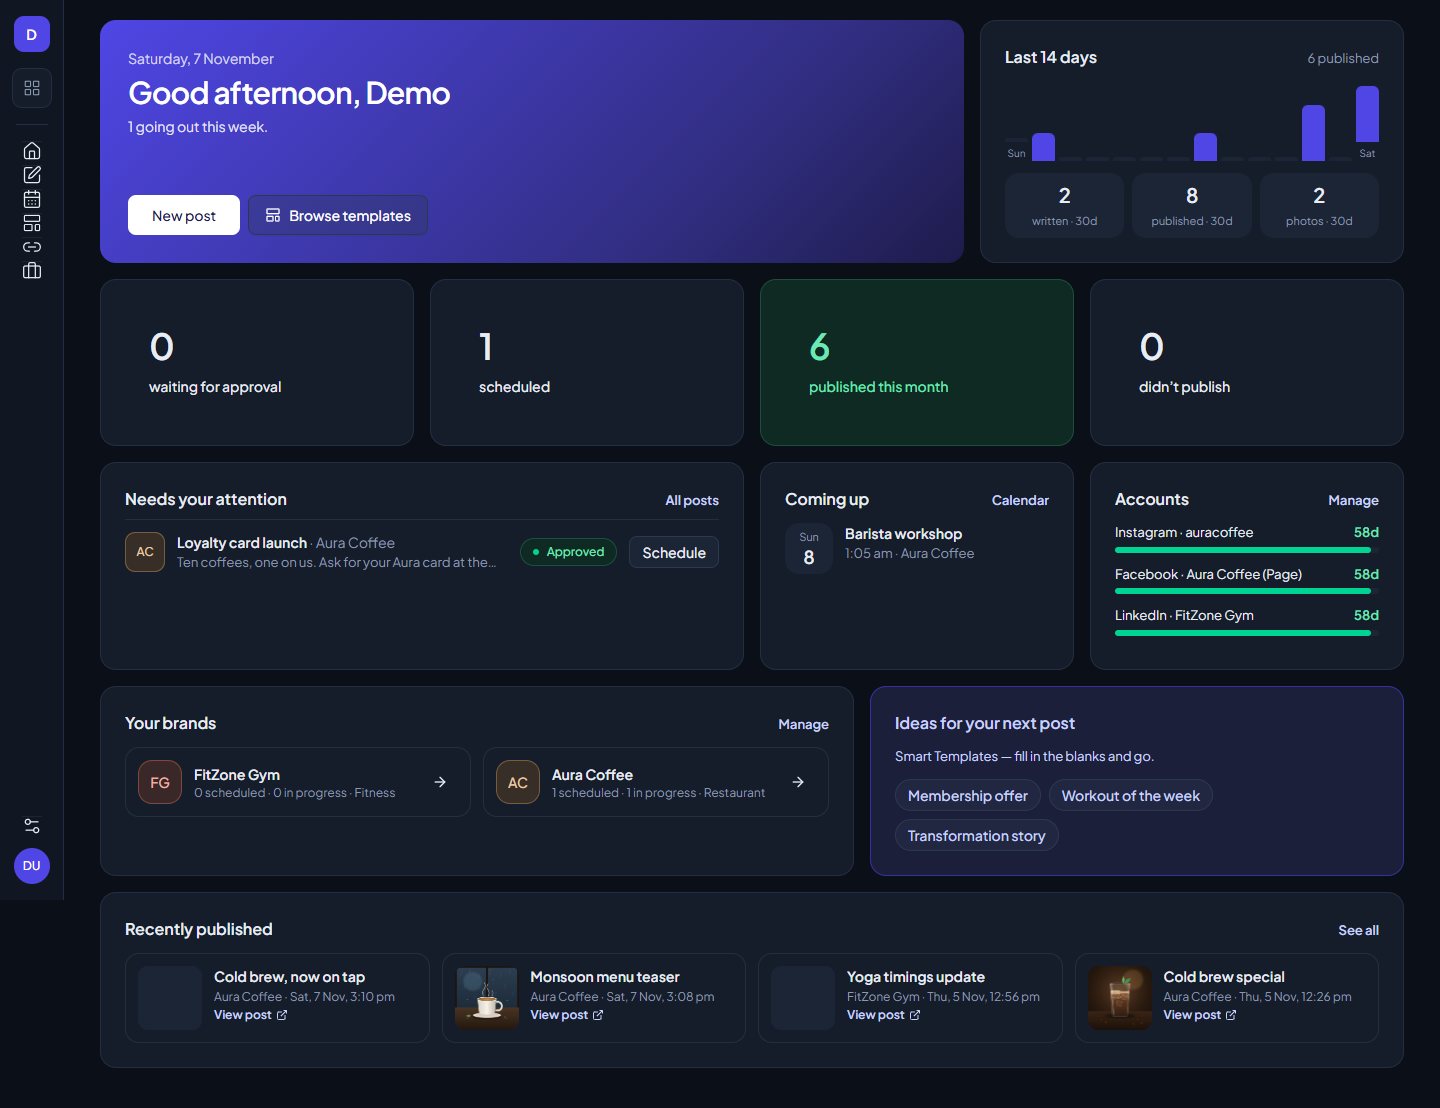 D
Saturday, 7 November
Good afternoon, Demo
1 going out this week.
New post
Browse templates
Last 14 days
6 published
Sun
Sat
2
written · 30d
8
published · 30d
2
photos · 30d
0
waiting for approval
1
scheduled
6
published this month
0
didn't publish
Needs your attention
All posts
AC
Loyalty card launch · Aura Coffee
Ten coffees, one on us. Ask for your Aura card at the...
Approved
Schedule
Coming up
Calendar
Sun
8
Barista workshop
1:05 am · Aura Coffee
Accounts
Manage
Instagram · auracoffee
58d
Facebook · Aura Coffee (Page)
58d
LinkedIn · FitZone Gym
58d
Your brands
Manage
FG
FitZone Gym
0 scheduled · 0 in progress · Fitness
AC
Aura Coffee
1 scheduled · 1 in progress · Restaurant
Ideas for your next post
Smart Templates — fill in the blanks and go.
Membership offer
Workout of the week
Transformation story
DU
Recently published
See all
Cold brew, now on tap
Aura Coffee · Sat, 7 Nov, 3:10 pm
View post
Monsoon menu teaser
Aura Coffee · Sat, 7 Nov, 3:08 pm
View post
Yoga timings update
FitZone Gym · Thu, 5 Nov, 12:56 pm
View post
Cold brew special
Aura Coffee · Thu, 5 Nov, 12:26 pm
View post